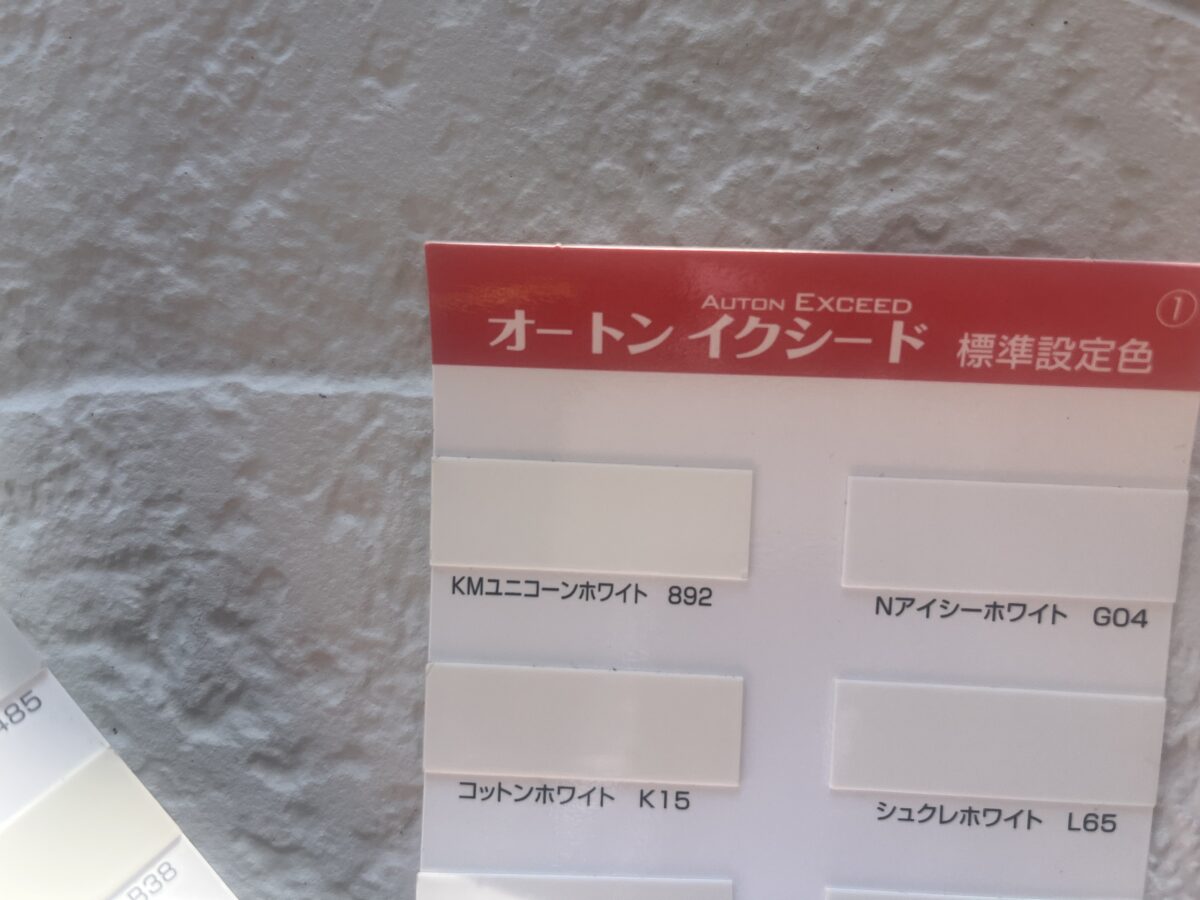 AUTON EXCEED
オートン イクシード 標準設定色 ①
KMユニコーンホワイト 892
Nアイシーホワイト G04
コットンホワイト K15
シュクレホワイト L65
485
838